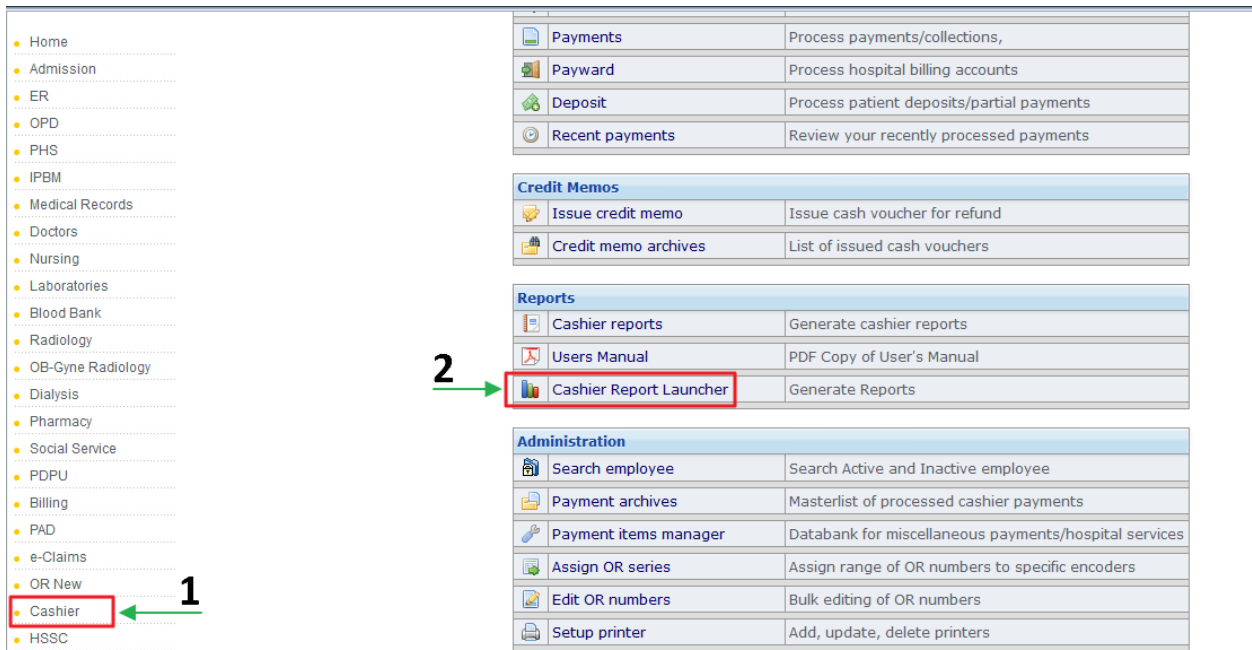 Home
Admission
ER
OPD
PHS
IPBM
Medical Records
Doctors
Nursing
Laboratories
Blood Bank
Radiology
OB-Gyne Radiology
Dialysis
Pharmacy
Social Service
PDPU
Billing
PAD
e-Claims
OR New
Cashier
HSSC
1
Payments Process payments/collections,
Payward Process hospital billing accounts
Deposit Process patient deposits/partial payments
Recent payments Review your recently processed payments
Credit Memos
Issue credit memo Issue cash voucher for refund
Credit memo archives List of issued cash vouchers
Reports
Cashier reports Generate cashier reports
Users Manual PDF Copy of User's Manual
2
Cashier Report Launcher Generate Reports
Administration
Search employee Search Active and Inactive employee
Payment archives Masterlist of processed cashier payments
Payment items manager Databank for miscellaneous payments/hospital services
Assign OR series Assign range of OR numbers to specific encoders
Edit OR numbers Bulk editing of OR numbers
Setup printer Add, update, delete printers